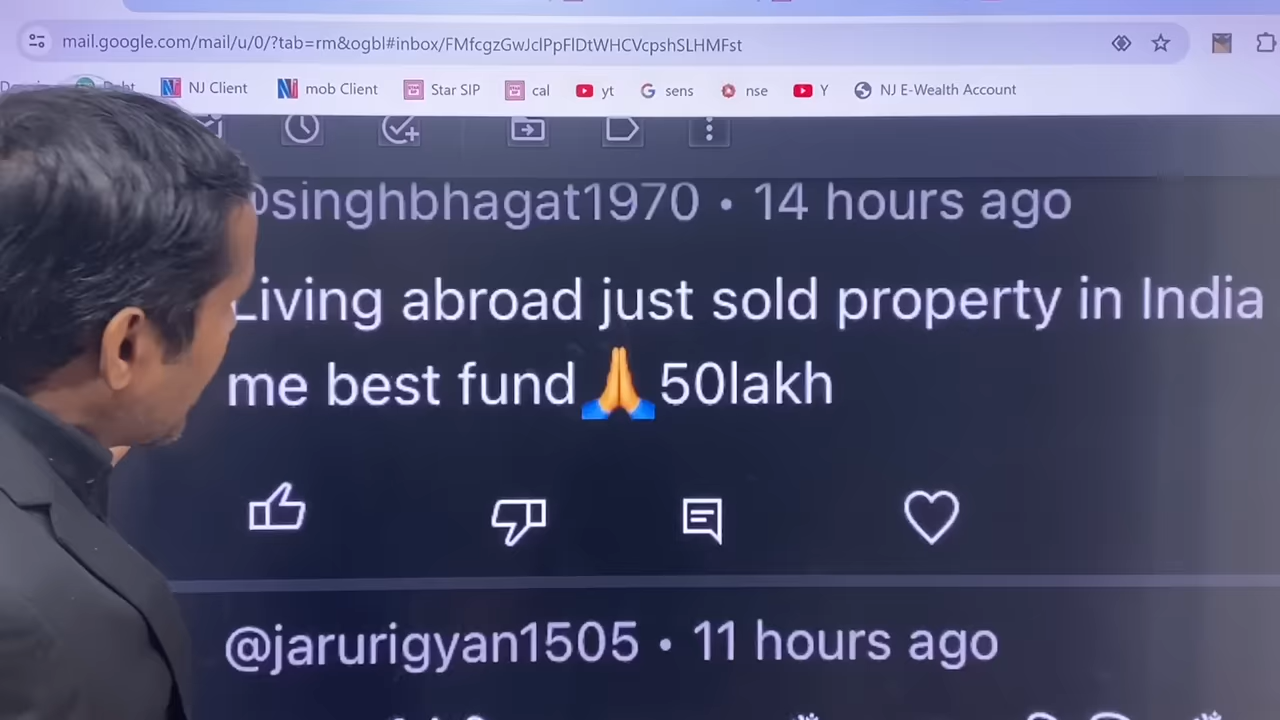 mail.google.com/mail/u/0/?tab=rm&ogbl#inbox/FMfcgzGwJclPpFlDtWHCVcpshSLHMFst
Debt NJ Client mob Client Star SIP cal yt sens nse Y NJ E-Wealth Account
@singhbhagat1970 • 14 hours ago
Living abroad just sold property in India
me best fund🙏50lakh
@jarurigyan1505 • 11 hours ago